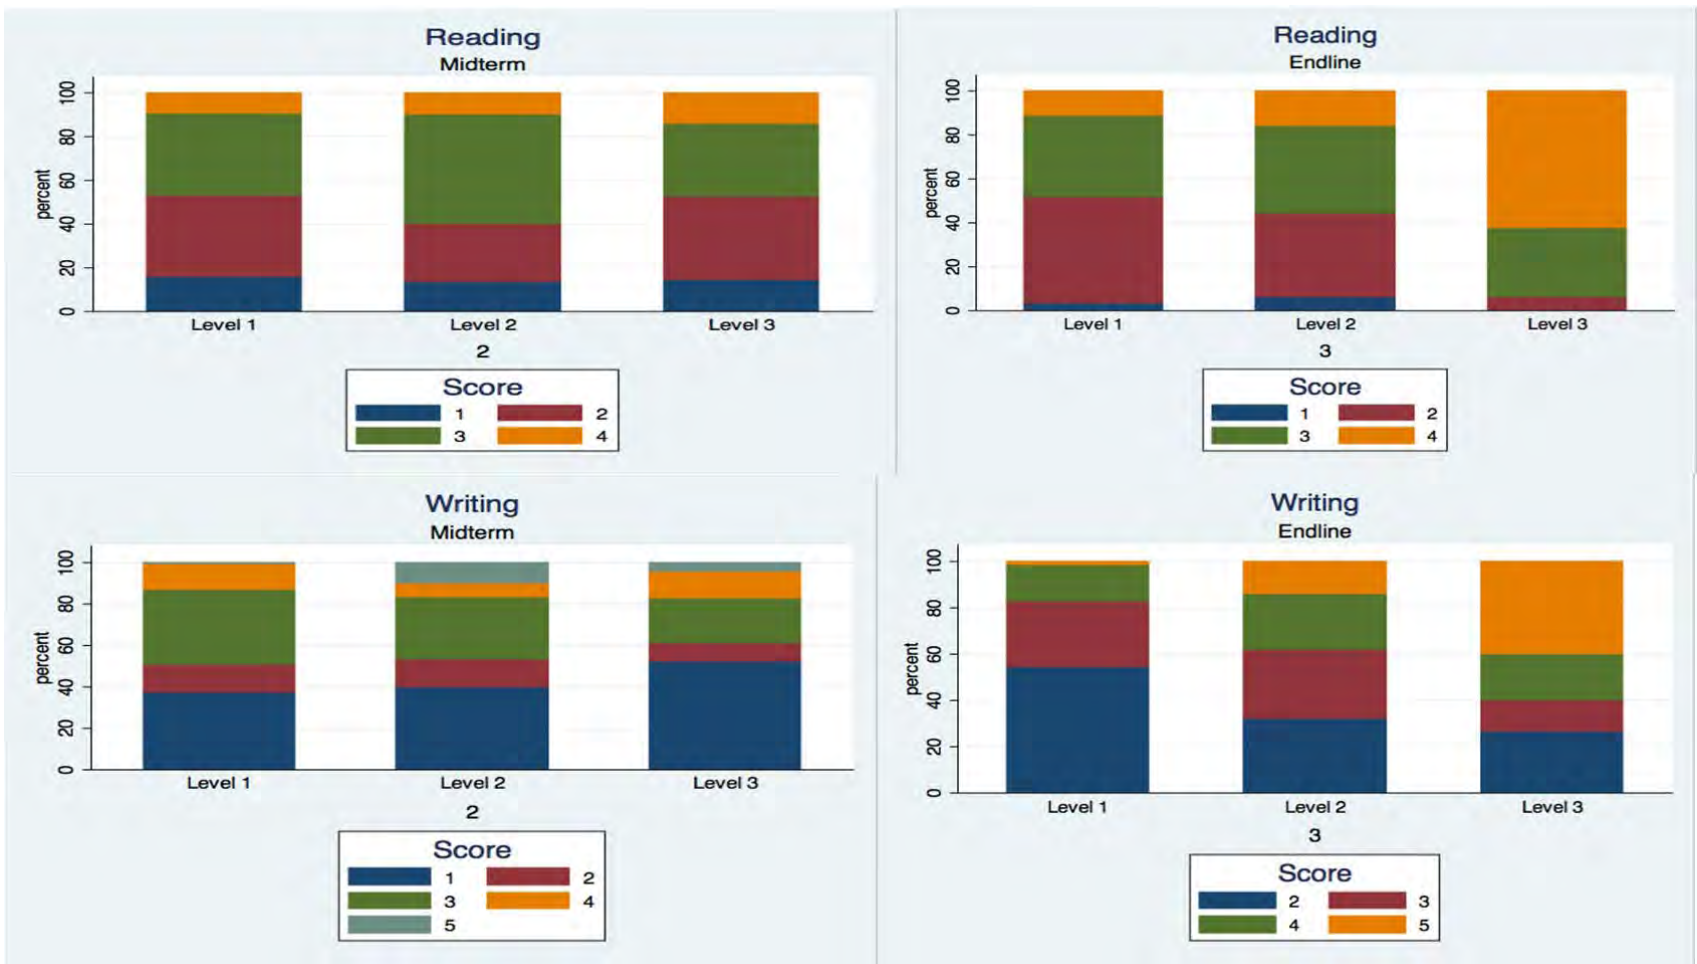 Reading
Midterm
percent
0 20 40 60 80 100
Level 1 Level 2 Level 3
2
Score
1 2
3 4
Reading
Endline
percent
0 20 40 60 80 100
Level 1 Level 2 Level 3
3
Score
1 2
3 4
Writing
Midterm
percent
0 20 40 60 80 100
Level 1 Level 2 Level 3
2
Score
1 2
3 4
5
Writing
Endline
percent
0 20 40 60 80 100
Level 1 Level 2 Level 3
3
Score
2 3
4 5